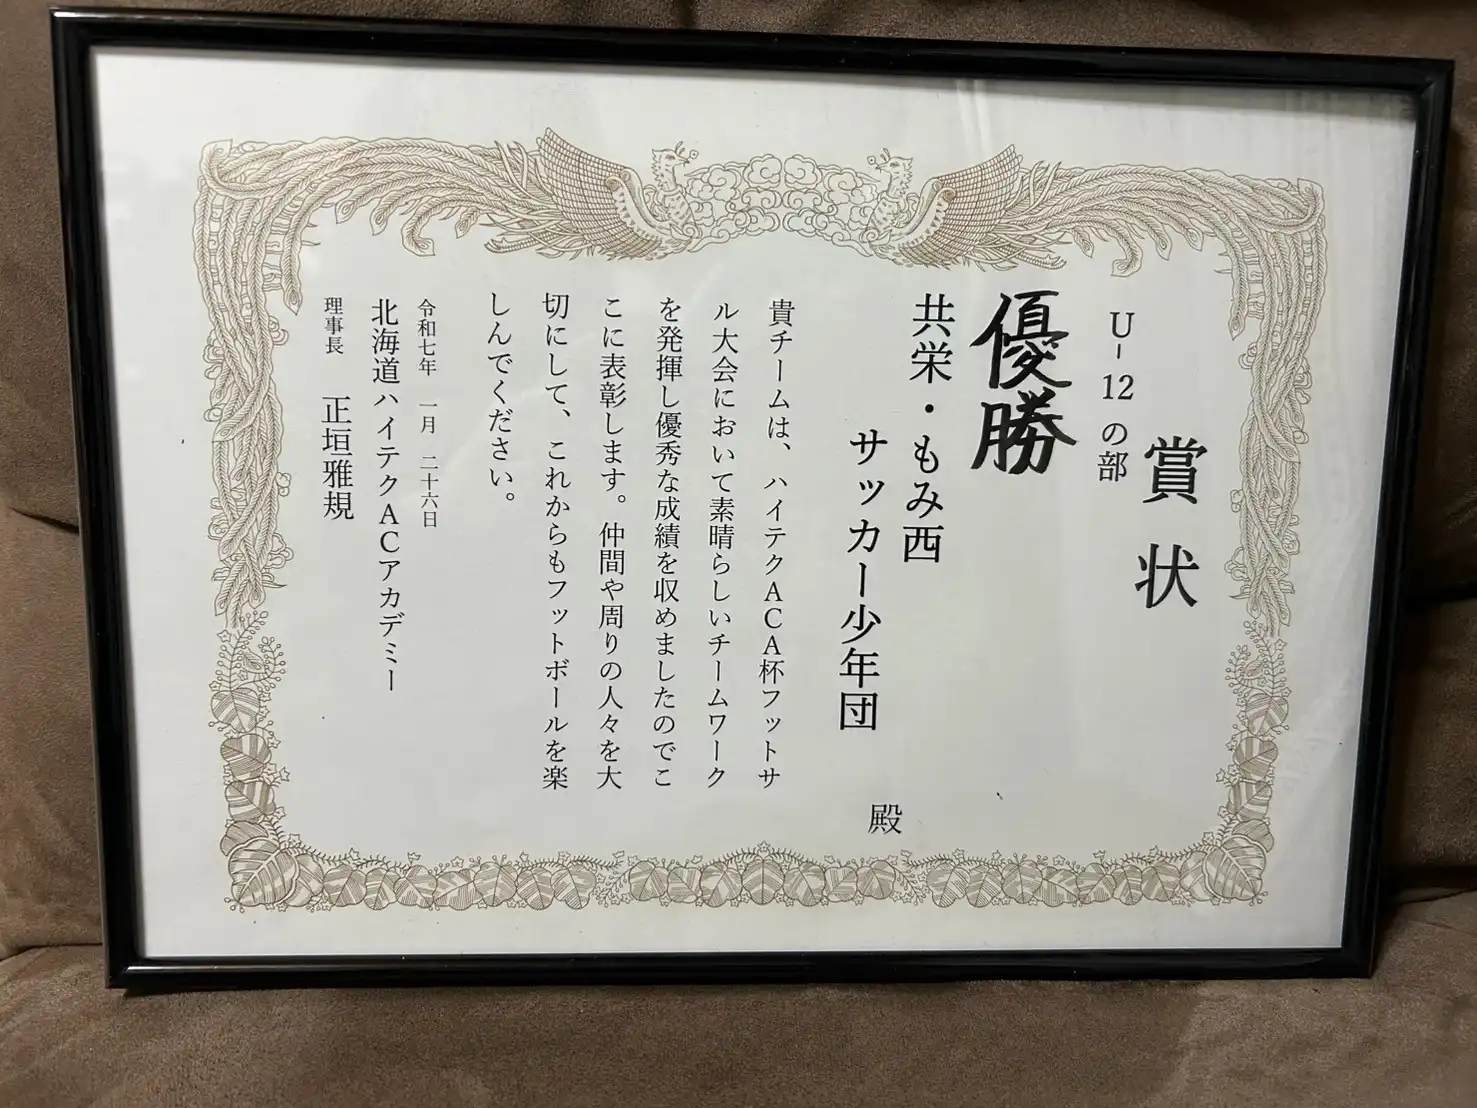 賞状
U-12の部
優勝
共栄・もみ西
サッカー少年団
殿
貴チームは、ハイテクACA杯フットサ
ル大会において素晴らしいチームワーク
を発揮し優秀な成績を収めましたのでこ
こに表彰します。仲間や周りの人々を大
切にして、これからもフットボールを楽
しんでください。
令和七年 一月 二十六日
北海道ハイテクACアカデミー
理事長 正垣雅規